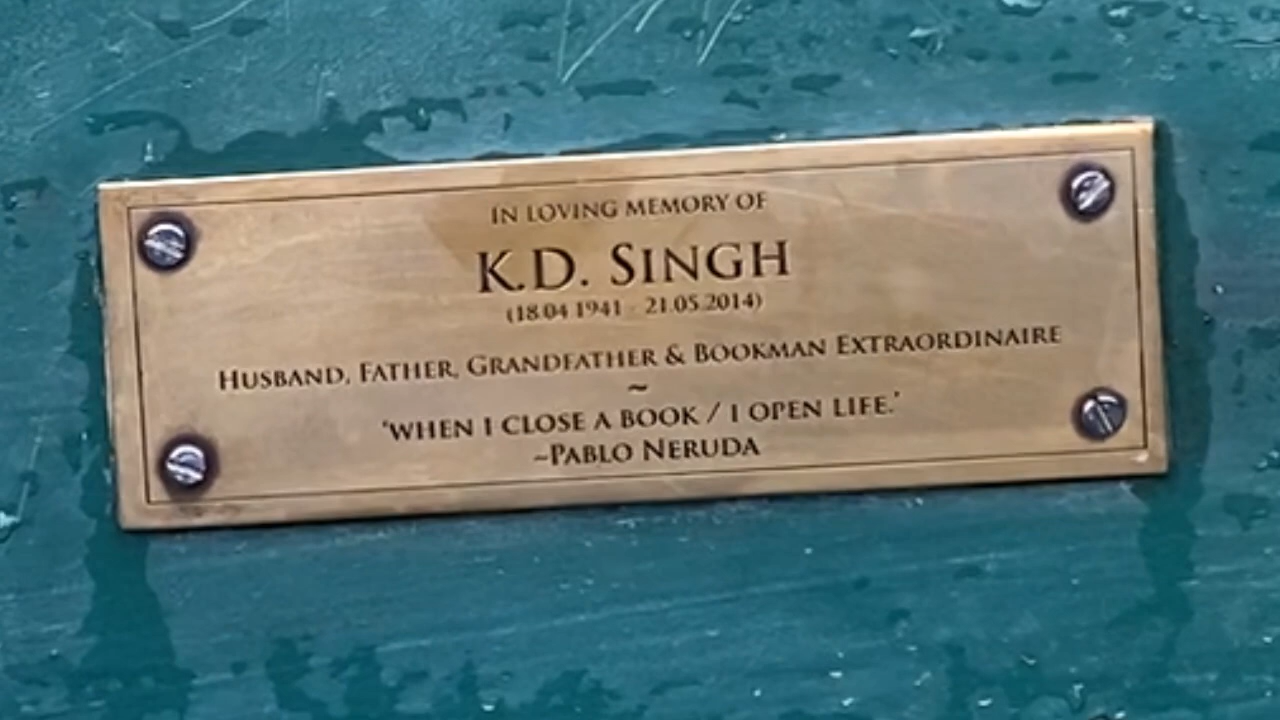 IN LOVING MEMORY OF
K.D. SINGH
(18.04.1941 - 21.05.2014)
HUSBAND, FATHER, GRANDFATHER & BOOKMAN EXTRAORDINAIRE
~
'WHEN I CLOSE A BOOK / I OPEN LIFE.'
~PABLO NERUDA